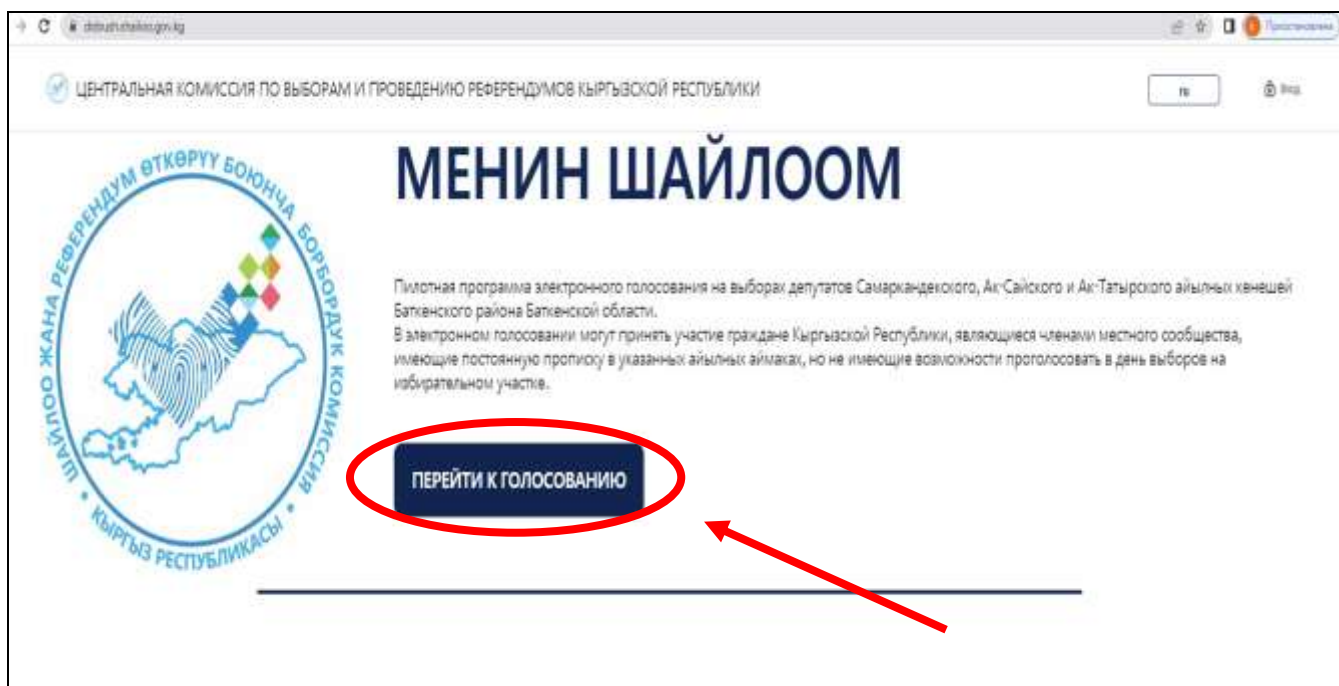 ЦЕНТРАЛЬНАЯ КОМИССИЯ ПО ВЫБОРАМ И ПРОВЕДЕНИЮ РЕФЕРЕНДУМОВ КЫРГЫЗСКОЙ РЕСПУБЛИКИ
ru
Вход
ШАЙЛОО ЖАНА РЕФЕРЕНДУМ ӨТКӨРҮҮ БОЮНЧА БОРБОРДУК КОМИССИЯ • КЫРГЫЗ РЕСПУБЛИКАСЫ •
МЕНИН ШАЙЛООМ
Пилотная программа электронного голосования на выборах депутатов Самаркандекского, Ак-Сайского и Ак-Татырского айылных кенешей
Баткенского района Баткенской области.
В электронном голосовании могут принять участие граждане Кыргызской Республики, являющиеся членами местного сообщества,
имеющие постоянную прописку в указанных айылных аймаках, но не имеющие возможности проголосовать в день выборов на
избирательном участке.
ПЕРЕЙТИ К ГОЛОСОВАНИЮ